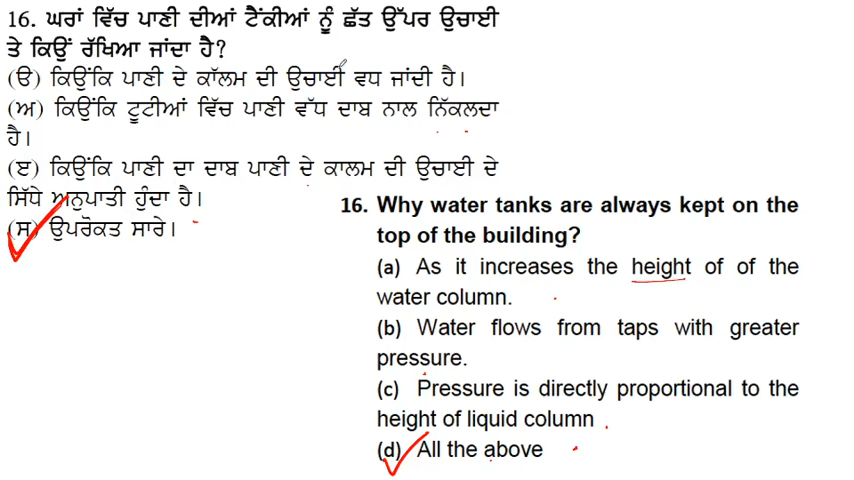 16. ਘਰਾਂ ਵਿੱਚ ਪਾਣੀ ਦੀਆਂ ਟੈਂਕੀਆਂ ਨੂੰ ਛੱਤ ਉੱਪਰ ਉਚਾਈ
ਤੇ ਕਿਉਂ ਰੱਖਿਆ ਜਾਂਦਾ ਹੈ?
(ੳ) ਕਿਉਂਕਿ ਪਾਣੀ ਦੇ ਕਾੱਲਮ ਦੀ ਉਚਾਈ ਵਧ ਜਾਂਦੀ ਹੈ।
(ਅ) ਕਿਉਂਕਿ ਟੂਟੀਆਂ ਵਿੱਚ ਪਾਣੀ ਵੱਧ ਦਾਬ ਨਾਲ ਨਿੱਕਲਦਾ
ਹੈ।
(ੲ) ਕਿਉਂਕਿ ਪਾਣੀ ਦਾ ਦਾਬ ਪਾਣੀ ਦੇ ਕਾਲਮ ਦੀ ਉਚਾਈ ਦੇ
ਸਿੱਧੇ ਅਨੁਪਾਤੀ ਹੁੰਦਾ ਹੈ।
(ਸ) ਉਪਰੋਕਤ ਸਾਰੇ।
16. Why water tanks are always kept on the
top of the building?
(a) As it increases the height of of the
water column.
(b) Water flows from taps with greater
pressure.
(c) Pressure is directly proportional to the
height of liquid column
(d) All the above